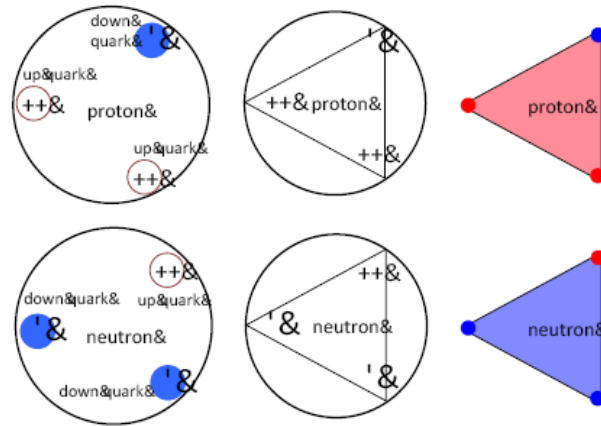 down&
quark& '&
up&quark&
++& proton&
up&quark&
++&
'&
++& proton&
++&
proton&
++&
down&quark& up&quark&
'& neutron&
down&quark& '&
++&
'& neutron&
'&
neutron&